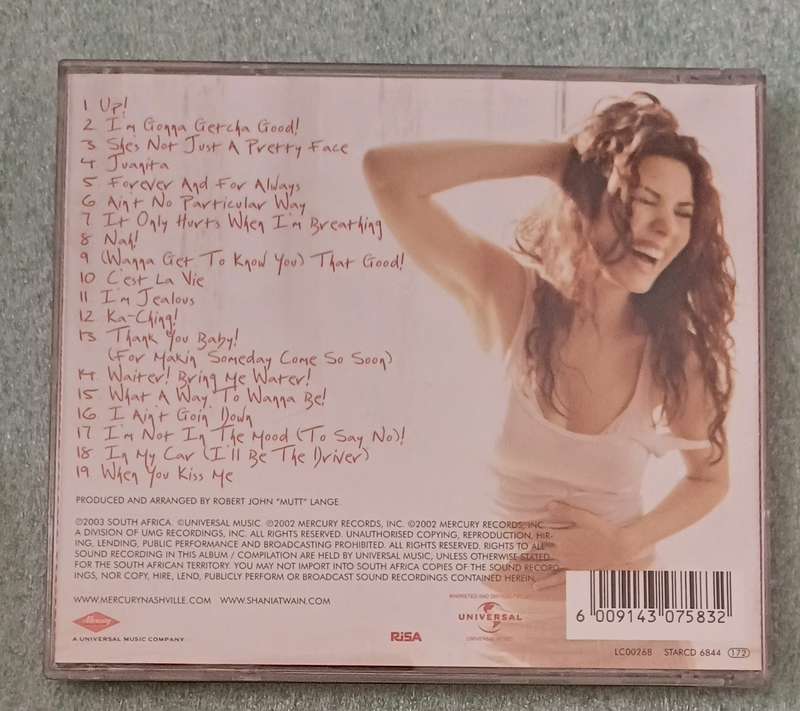 1 Up!
2 I'm Gonna Getcha Good!
3 She's Not Just A Pretty Face
4 Juanita
5 Forever And For Always
6 Ain't No Particular Way
7 It Only Hurts When I'm Breathing
8 Nah!
9 (Wanna Get To Know You) That Good!
10 C'est La Vie
11 I'm Jealous
12 Ka-Ching!
13 Thank You Baby!
(For Makin' Someday Come So Soon)
14 Waiter! Bring Me Water!
15 What A Way To Wanna Be!
16 I Ain't Goin' Down
17 I'm Not In The Mood (To Say No)!
18 In My Car (I'll Be The Driver)
19 When You Kiss Me
PRODUCED AND ARRANGED BY ROBERT JOHN "MUTT" LANGE.
℗2003 SOUTH AFRICA. ©UNIVERSAL MUSIC ℗2002 MERCURY RECORDS, INC. ©2002 MERCURY RECORDS, INC.
A DIVISION OF UMG RECORDINGS, INC. ALL RIGHTS RESERVED. UNAUTHORISED COPYING, REPRODUCTION, HIR-
ING, LENDING, PUBLIC PERFORMANCE AND BROADCASTING PROHIBITED. ALL RIGHTS RESERVED. RIGHTS TO ALL
SOUND RECORDING IN THIS ALBUM / COMPILATION ARE HELD BY UNIVERSAL MUSIC, UNLESS OTHERWISE STATED.
FOR THE SOUTH AFRICAN TERRITORY. YOU MAY NOT IMPORT INTO SOUTH AFRICA COPIES OF THE SOUND RECORD-
INGS, NOR COPY, HIRE, LEND, PUBLICLY PERFORM OR BROADCAST SOUND RECORDINGS CONTAINED HEREIN.
WWW.MERCURYNASHVILLE.COM WWW.SHANIATWAIN.COM
Mercury
A UNIVERSAL MUSIC COMPANY
RiSA
MARKETED AND
UNIVERSAL
UNIVERSAL MUSIC
6 009143 075832
LC00268 STARCD 6844 172